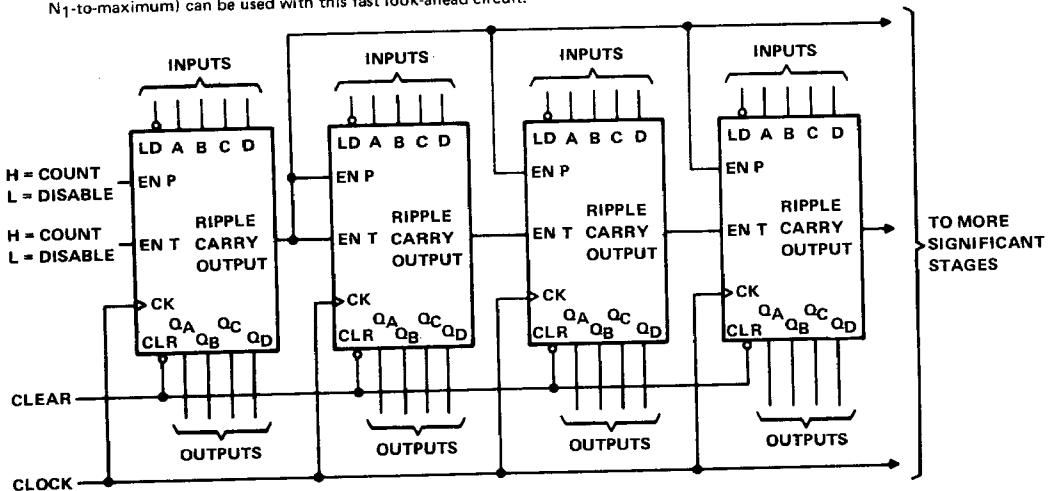 N1-to-maximum) can be used with this fast look-ahead circuit.
INPUTS
INPUTS
INPUTS
INPUTS
LD A B C D
LD A B C D
LD A B C D
LD A B C D
H = COUNT
L = DISABLE
EN P
EN P
EN P
EN P
H = COUNT
L = DISABLE
EN T
RIPPLE
CARRY
OUTPUT
EN T
RIPPLE
CARRY
OUTPUT
EN T
RIPPLE
CARRY
OUTPUT
EN T
RIPPLE
CARRY
OUTPUT
TO MORE
SIGNIFICANT
STAGES
CK
CK
CK
CK
CLR QA QB QC QD
CLR QA QB QC QD
CLR QA QB QC QD
CLR QA QB QC QD
CLEAR
OUTPUTS
OUTPUTS
OUTPUTS
OUTPUTS
CLOCK